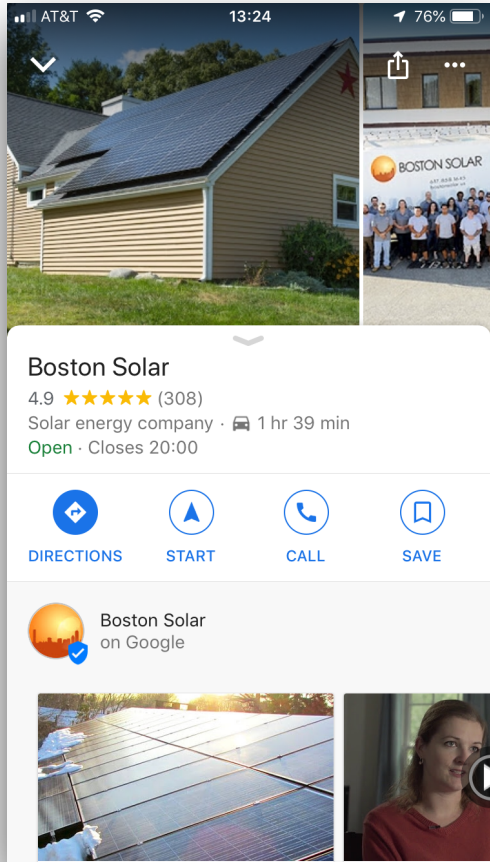 AT&T 13:24 76%
BOSTON SOLAR
Boston Solar
4.9 (308)
Solar energy company · 1 hr 39 min
Open · Closes 20:00
DIRECTIONS START CALL SAVE
Boston Solar
on Google